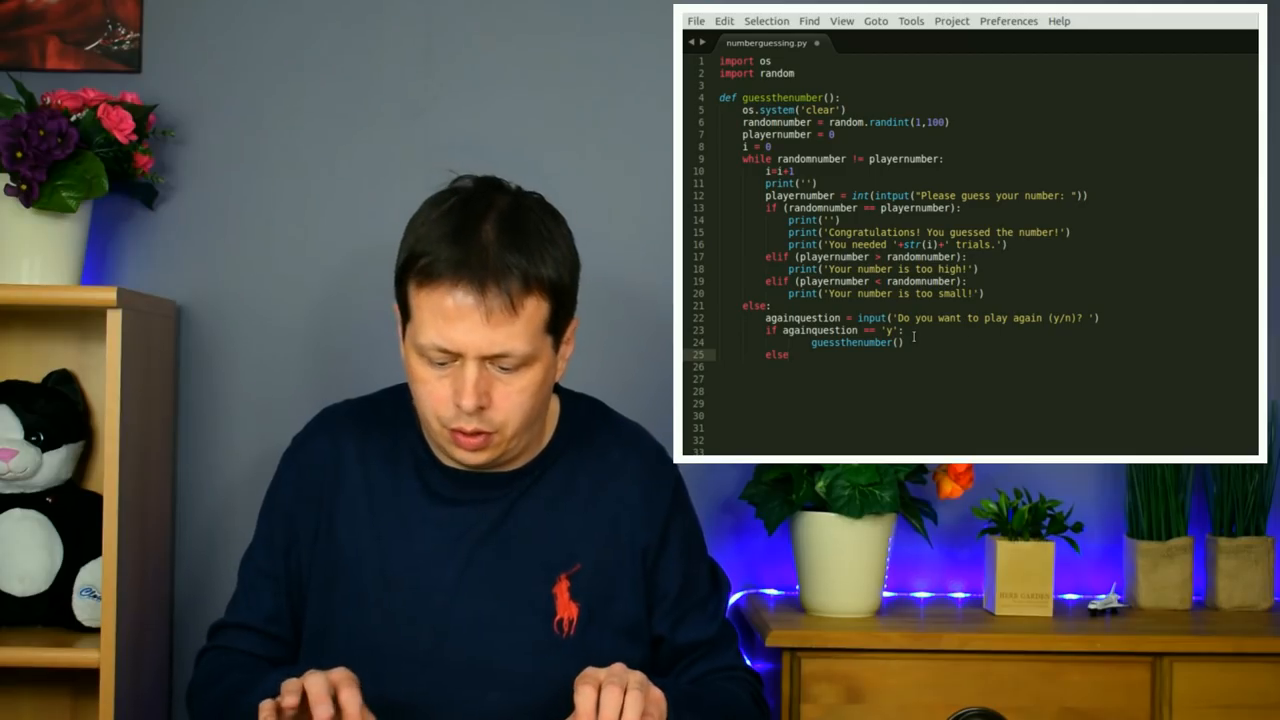 File Edit Selection Find View Goto Tools Project Preferences Help
numberguessing.py
1 import os
2 import random
3
4 def guessthenumber():
5 os.system('clear')
6 randomnumber = random.randint(1,100)
7 playernumber = 0
8 i = 0
9 while randomnumber != playernumber:
10 i=i+1
11 print('')
12 playernumber = int(intput("Please guess your number: "))
13 if (randomnumber == playernumber):
14 print('')
15 print('Congratulations! You guessed the number!')
16 print('You needed '+str(i)+' trials.')
17 elif (playernumber > randomnumber):
18 print('Your number is too high!')
19 elif (playernumber < randomnumber):
20 print('Your number is too small!')
21 else:
22 againquestion = input('Do you want to play again (y/n)? ')
23 if againquestion == 'y':
24 guessthenumber()
25 else
26
27
28
29
30
31
32
33
HERB GARDEN